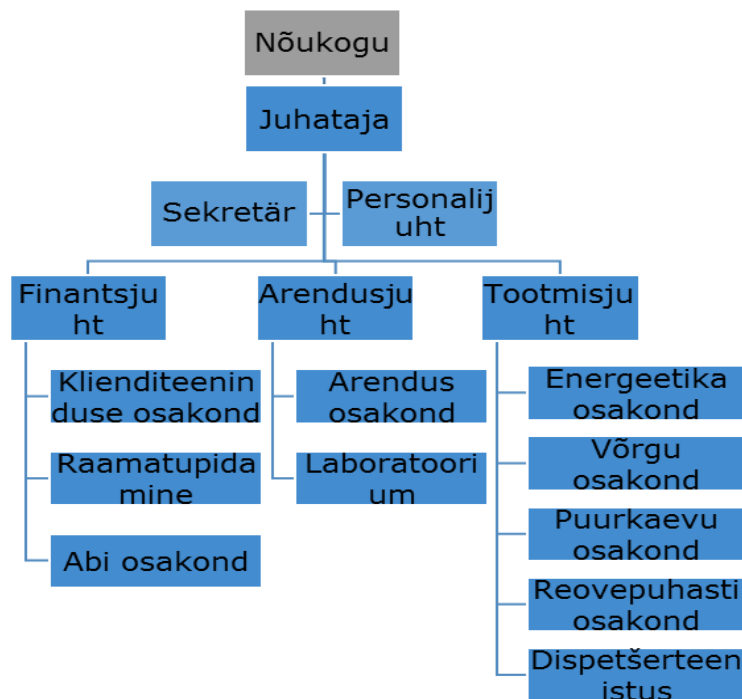 Nõukogu
Juhataja
Sekretär
Personalij
uht
Finantsju
ht
Klienditeenin
duse osakond
Raamatupida
mine
Abi osakond
Arendusju
ht
Arendus
osakond
Laboratoori
um
Tootmisju
ht
Energeetika
osakond
Võrgu
osakond
Puurkaevu
osakond
Reovepuhasti
osakond
Dispetšerteen
istus